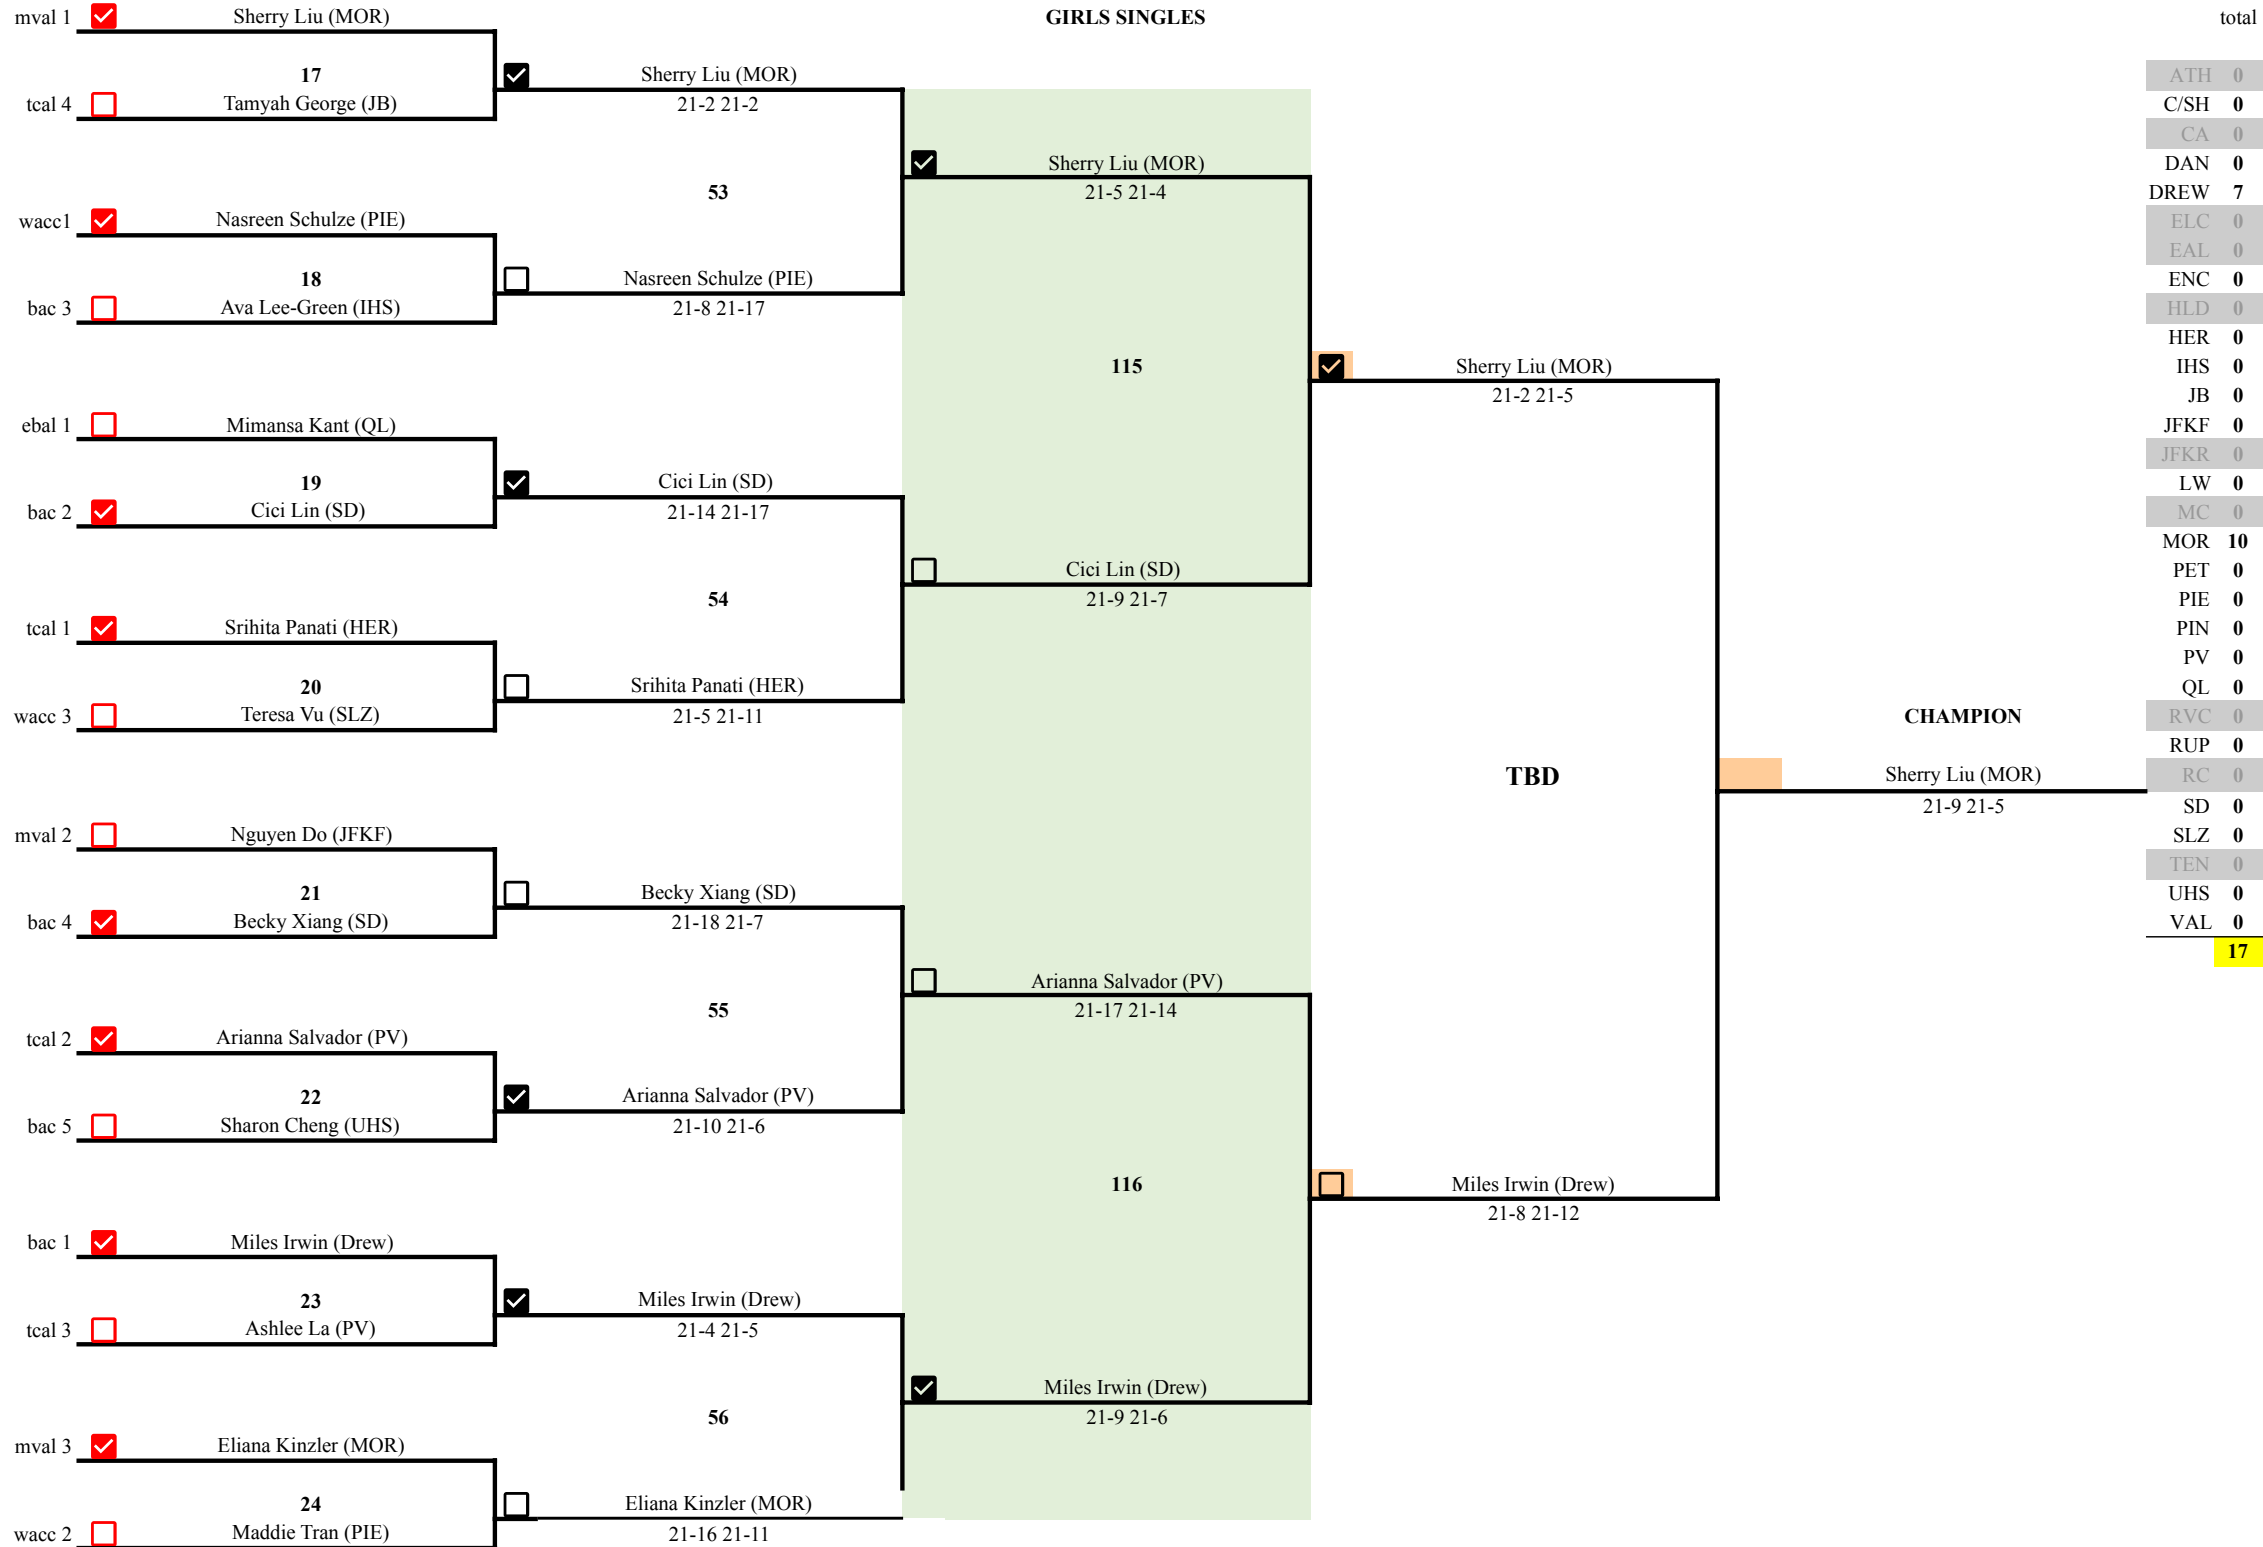 GIRLS SINGLES
mval 1 Sherry Liu (MOR)
17
tcal 4 Tamyah George (JB)
wacc1 Nasreen Schulze (PIE)
18
bac 3 Ava Lee-Green (IHS)
ebal 1 Mimansa Kant (QL)
19
bac 2 Cici Lin (SD)
tcal 1 Srihita Panati (HER)
20
wacc 3 Teresa Vu (SLZ)
mval 2 Nguyen Do (JFKF)
21
bac 4 Becky Xiang (SD)
tcal 2 Arianna Salvador (PV)
22
bac 5 Sharon Cheng (UHS)
bac 1 Miles Irwin (Drew)
23
tcal 3 Ashlee La (PV)
mval 3 Eliana Kinzler (MOR)
24
wacc 2 Maddie Tran (PIE)
Sherry Liu (MOR)
21-2 21-2
53
Nasreen Schulze (PIE)
21-8 21-17
Cici Lin (SD)
21-14 21-17
54
Srihita Panati (HER)
21-5 21-11
Becky Xiang (SD)
21-18 21-7
55
Arianna Salvador (PV)
21-10 21-6
Miles Irwin (Drew)
21-4 21-5
56
Eliana Kinzler (MOR)
21-16 21-11
Sherry Liu (MOR)
21-5 21-4
115
Cici Lin (SD)
21-9 21-7
Arianna Salvador (PV)
21-17 21-14
116
Miles Irwin (Drew)
21-9 21-6
Sherry Liu (MOR)
21-2 21-5
TBD
Miles Irwin (Drew)
21-8 21-12
CHAMPION
Sherry Liu (MOR)
21-9 21-5
total
ATH 0
C/SH 0
CA 0
DAN 0
DREW 7
ELC 0
EAL 0
ENC 0
HLD 0
HER 0
IHS 0
JB 0
JFKF 0
JFKR 0
LW 0
MC 0
MOR 10
PET 0
PIE 0
PIN 0
PV 0
QL 0
RVC 0
RUP 0
RC 0
SD 0
SLZ 0
TEN 0
UHS 0
VAL 0
17